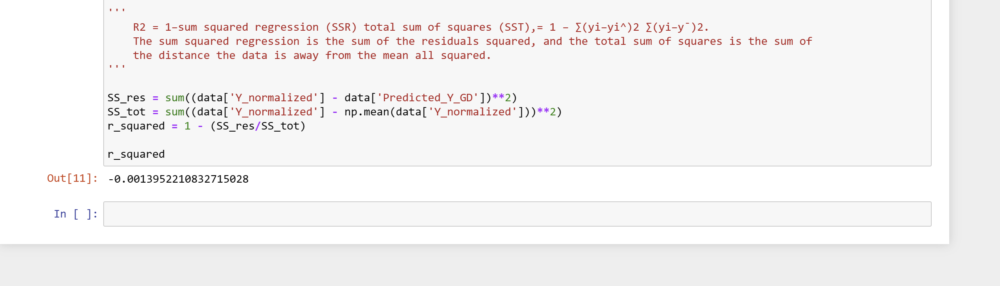 '''
    R2 = 1–sum squared regression (SSR) total sum of squares (SST),= 1 – ∑(yi–yi^)2 ∑(yi–y¯)2.
    The sum squared regression is the sum of the residuals squared, and the total sum of squares is the sum of
    the distance the data is away from the mean all squared.
'''
SS_res = sum((data['Y_normalized'] - data['Predicted_Y_GD'])**2)
SS_tot = sum((data['Y_normalized'] - np.mean(data['Y_normalized']))**2)
r_squared = 1 - (SS_res/SS_tot)
r_squared
Out[11]: -0.0013952210832715028
In [ ]: